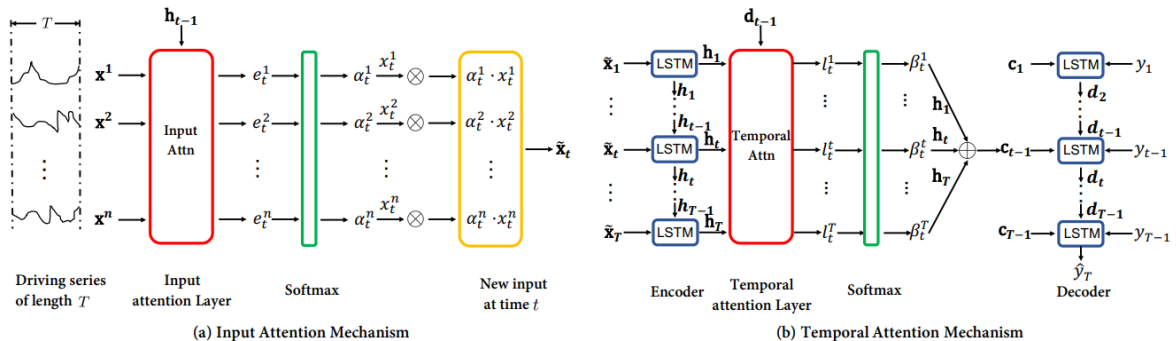 T
h_{t-1}
x^1
e_t^1
α_t^1
x_t^1
⊗
α_t^1 · x_t^1
x^2
e_t^2
α_t^2
x_t^2
⊗
α_t^2 · x_t^2
Input
Attn
⋮
x̃_t
x^n
e_t^n
α_t^n
x_t^n
⊗
α_t^n · x_t^n
Driving series
of length T
Input
attention Layer
Softmax
New input
at time t
(a) Input Attention Mechanism
d_{t-1}
x̃_1
LSTM
h_1
l_t^1
β_t^1
h_1
c_1
LSTM
y_1
h_1
d_2
h_{t-1}
d_{t-1}
x̃_t
LSTM
h_t
Temporal
Attn
l_t^t
β_t^t
h_t
⊕
c_{t-1}
LSTM
y_{t-1}
h_t
h_T
d_t
h_{T-1}
d_{T-1}
x̃_T
LSTM
h_T
l_t^T
β_t^T
c_{T-1}
LSTM
y_{T-1}
ŷ_T
Encoder
Temporal
attention Layer
Softmax
Decoder
(b) Temporal Attention Mechanism